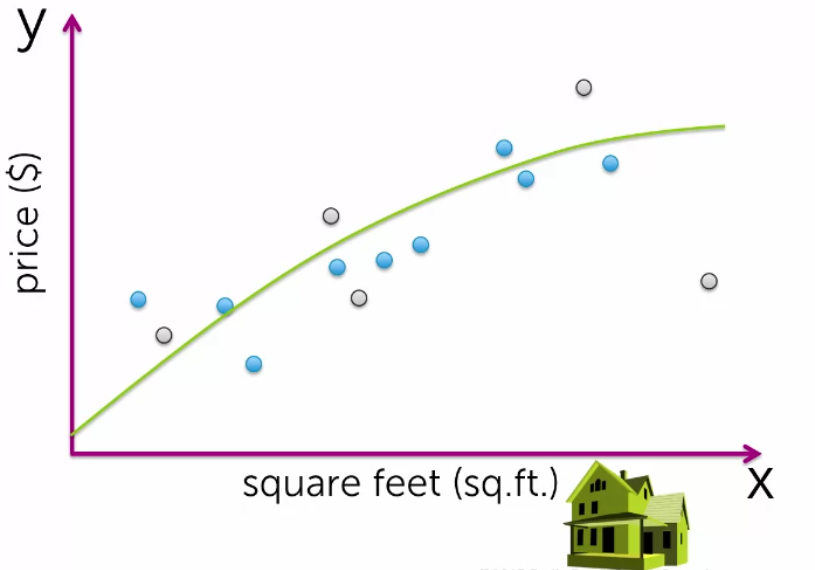 y
price ($)
square feet (sq.ft.)
x